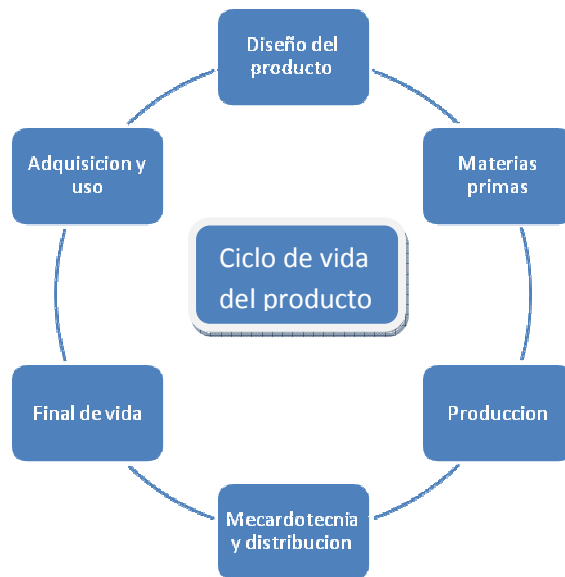 Diseño del
producto
Materias
primas
Produccion
Mecardotecnia
y distribucion
Final de vida
Adquisicion y
uso
Ciclo de vida
del producto